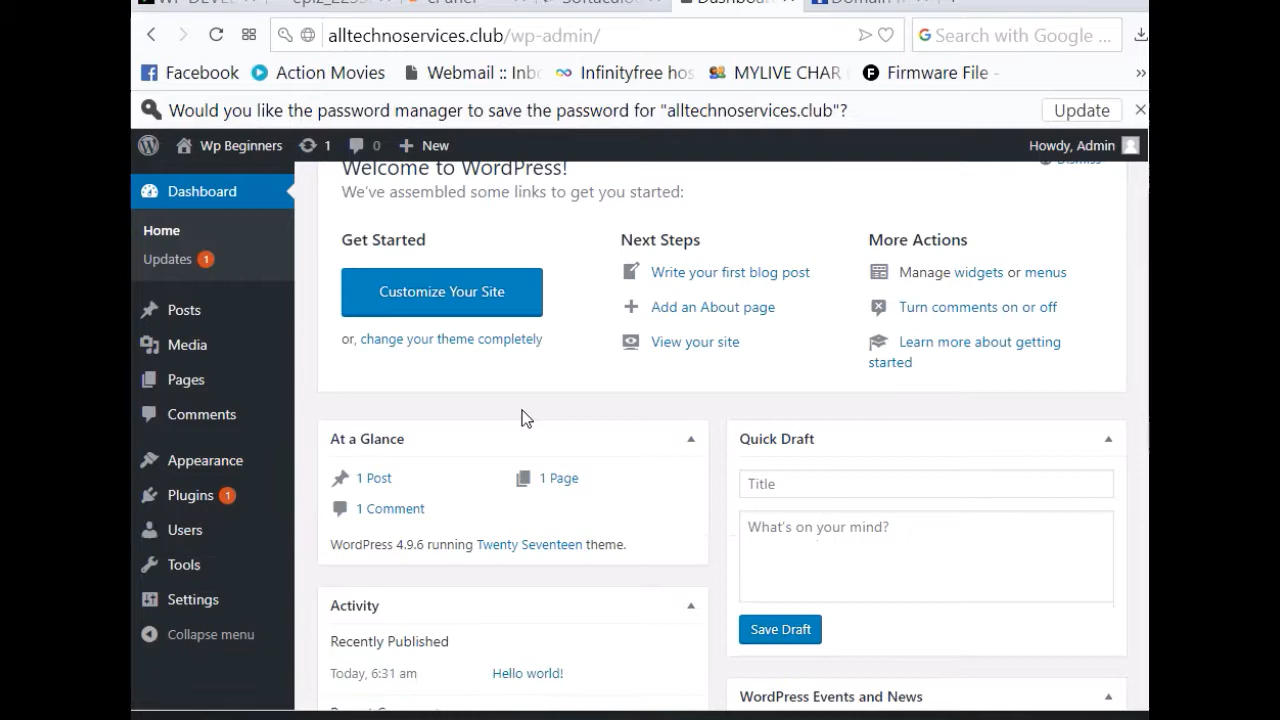 cPanel
alltechnoservices.club/wp-admin/
Search with Google ...
Facebook
Action Movies
Webmail :: Inbo
Infinityfree hos
MYLIVE CHAR
Firmware File -
»
Would you like the password manager to save the password for "alltechnoservices.club"?
Update
Wp Beginners
1
0
New
Howdy, Admin
Dashboard
Home
Updates 1
Posts
Media
Pages
Comments
Appearance
Plugins 1
Users
Tools
Settings
Collapse menu
Dismiss
Welcome to WordPress!
We've assembled some links to get you started:
Get Started
Customize Your Site
or, change your theme completely
Next Steps
Write your first blog post
Add an About page
View your site
More Actions
Manage widgets or menus
Turn comments on or off
Learn more about getting
started
At a Glance
1 Post
1 Page
1 Comment
WordPress 4.9.6 running Twenty Seventeen theme.
Activity
Recently Published
Today, 6:31 am
Hello world!
Quick Draft
Title
What's on your mind?
Save Draft
WordPress Events and News